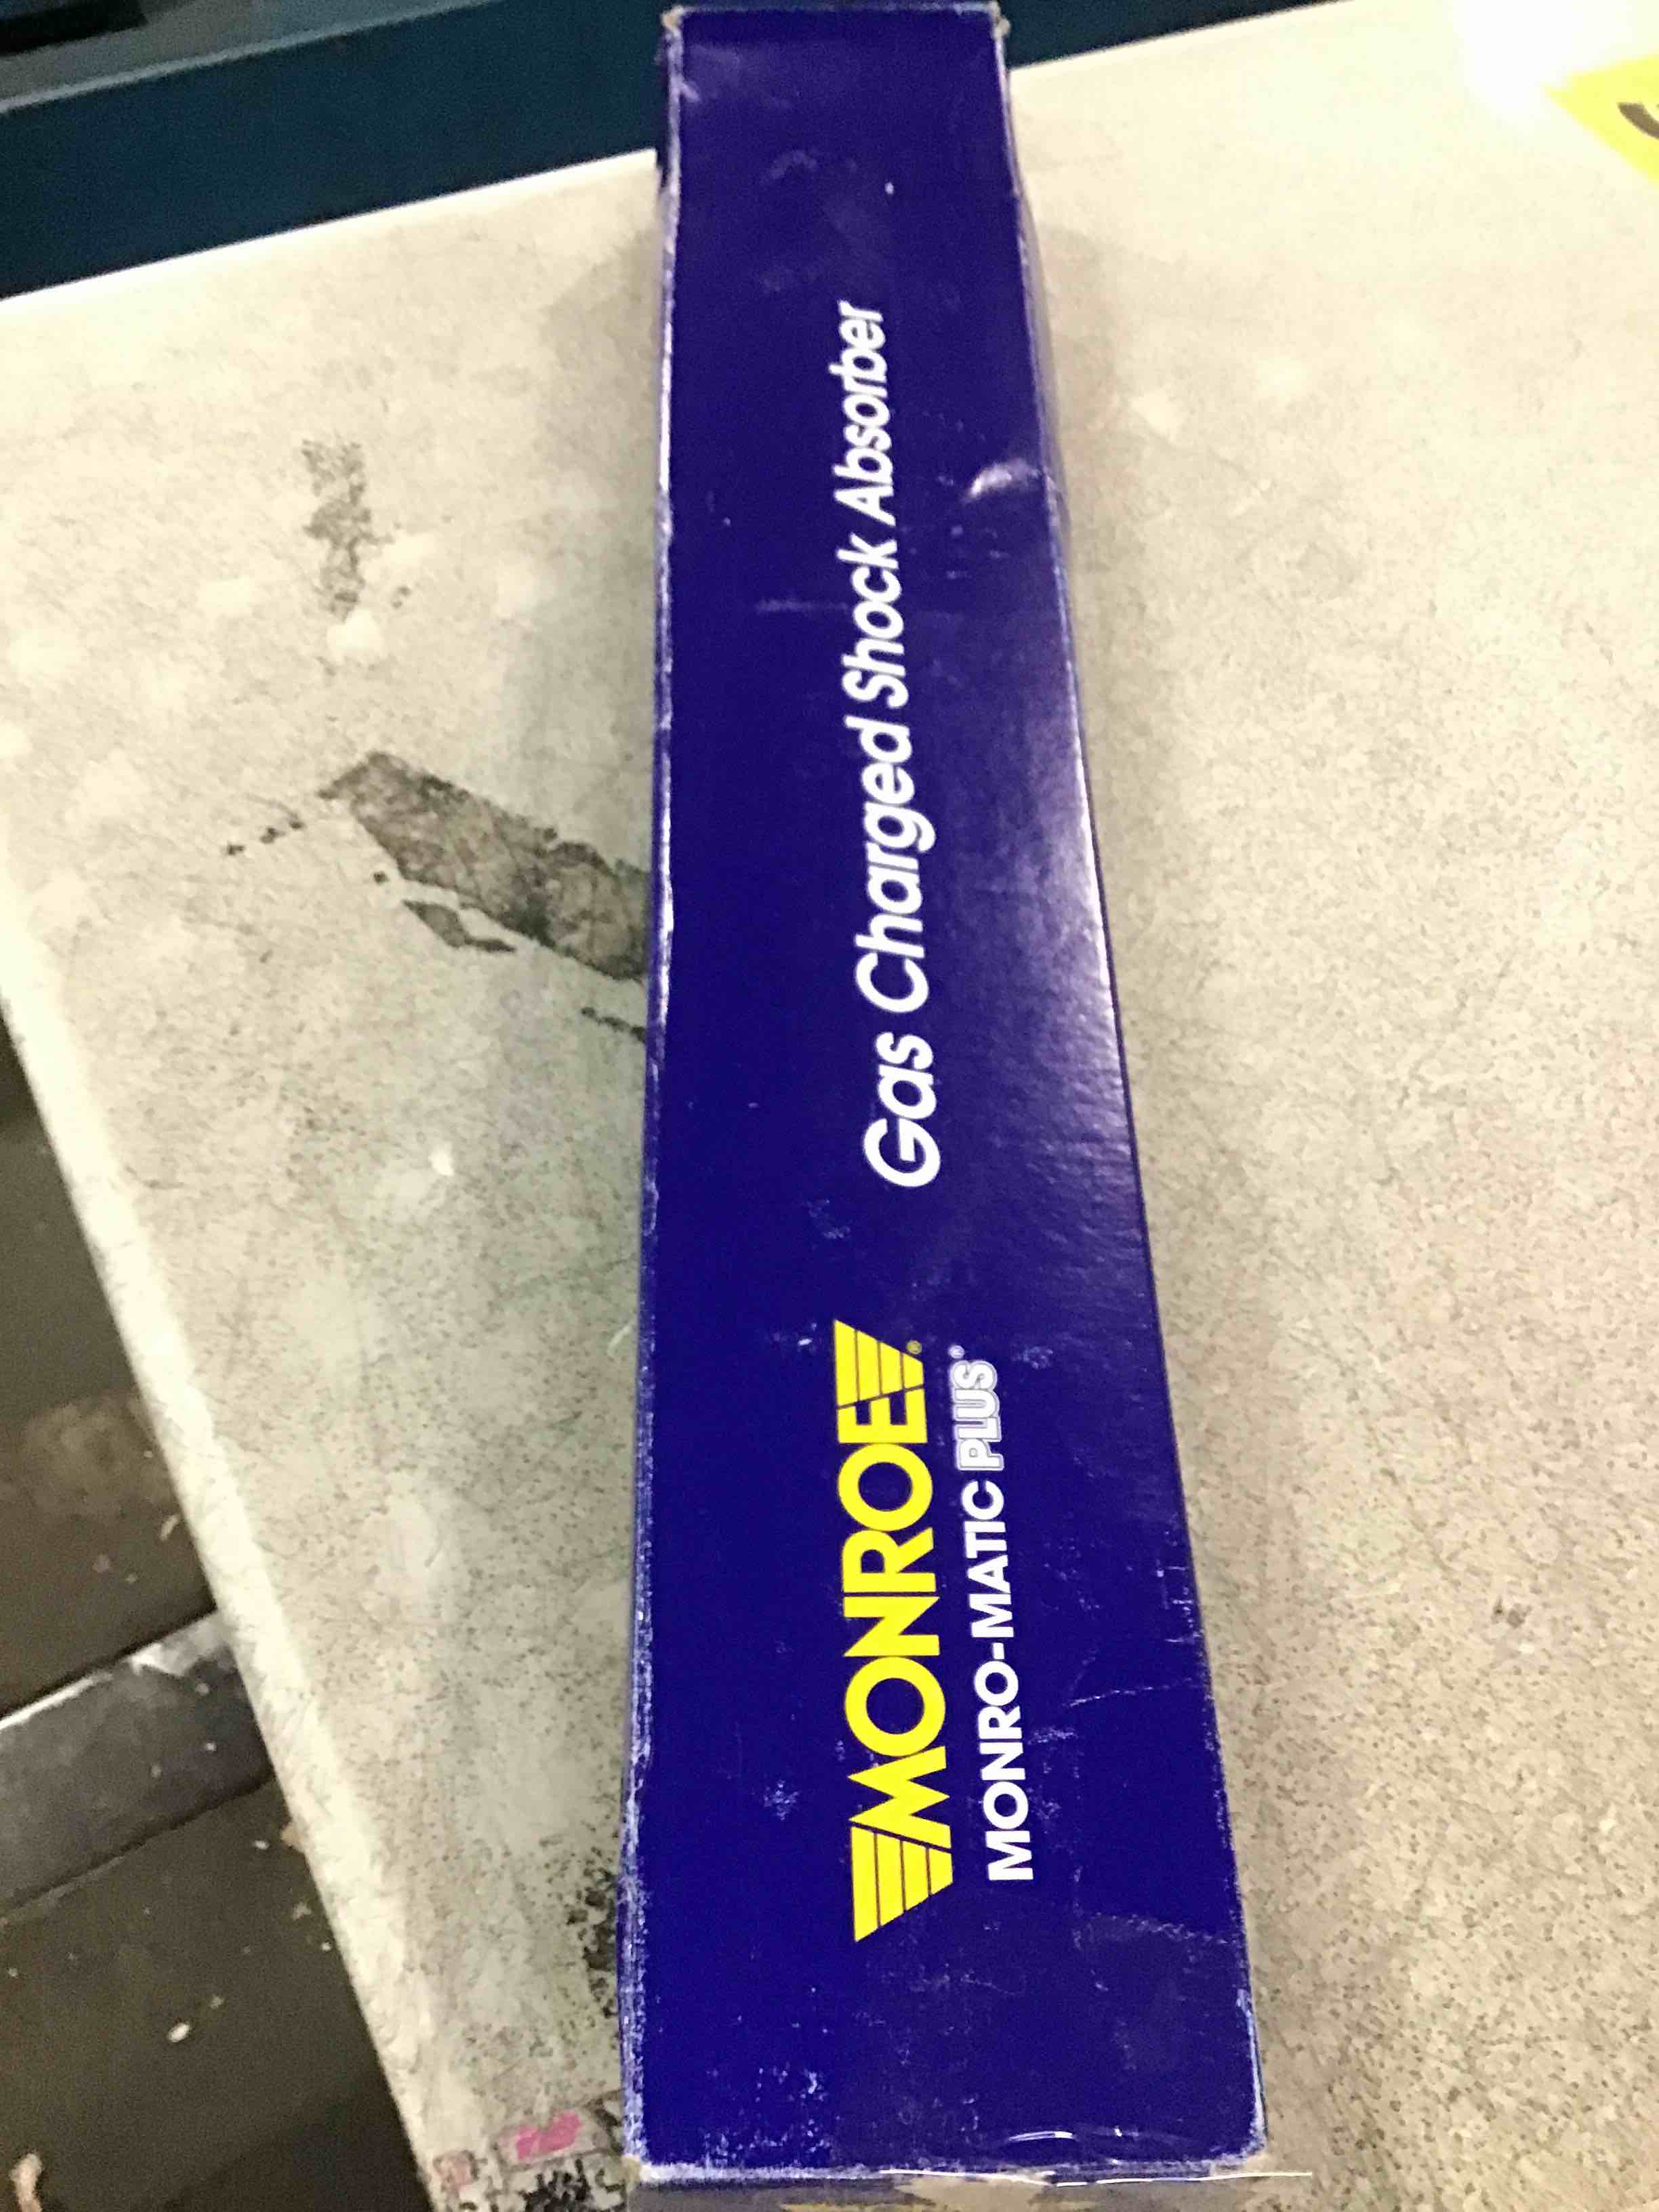 MONROE®
MONRO-MATIC PLUS®
Gas Charged Shock Absorber